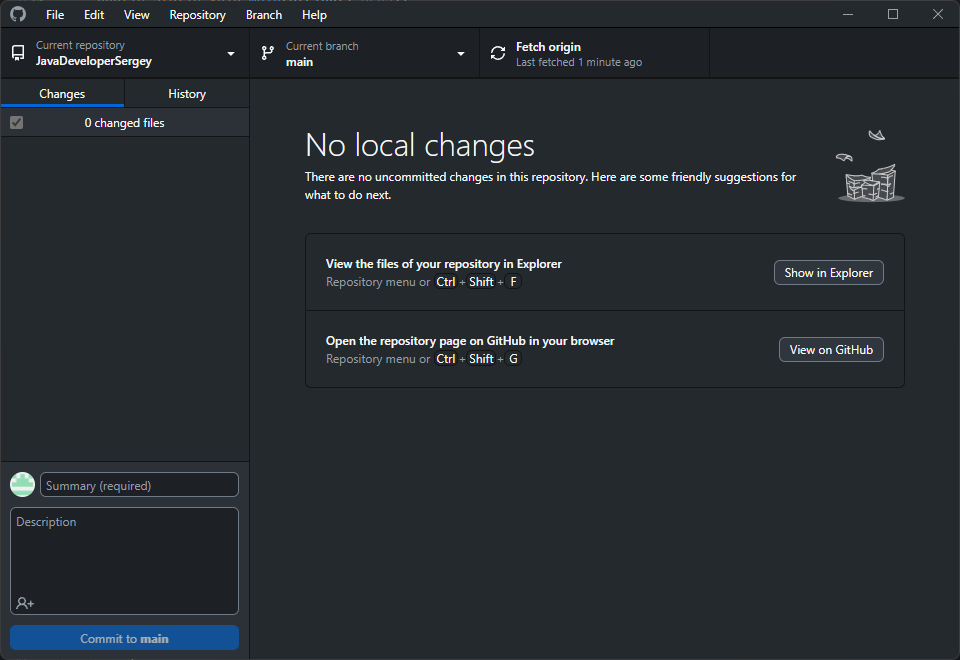 File Edit View Repository Branch Help
Current repository
JavaDeveloperSergey
Current branch
main
Fetch origin
Last fetched 1 minute ago
Changes
History
0 changed files
No local changes
There are no uncommitted changes in this repository. Here are some friendly suggestions for
what to do next.
View the files of your repository in Explorer
Repository menu or Ctrl + Shift + F
Show in Explorer
Open the repository page on GitHub in your browser
Repository menu or Ctrl + Shift + G
View on GitHub
Summary (required)
Description
Commit to main